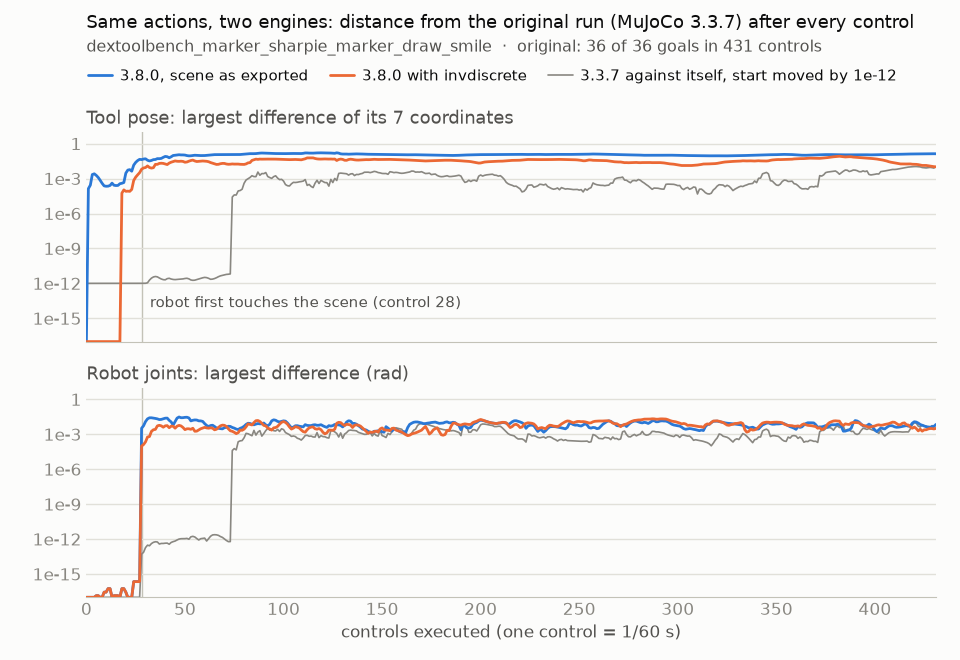 Same actions, two engines: distance from the original run (MuJoCo 3.3.7) after every control
dextoolbench_marker_sharpie_marker_draw_smile · original: 36 of 36 goals in 431 controls
3.8.0, scene as exported 3.8.0 with invdiscrete 3.3.7 against itself, start moved by 1e-12
Tool pose: largest difference of its 7 coordinates
1
1e-3
1e-6
1e-9
1e-12
robot first touches the scene (control 28)
1e-15
Robot joints: largest difference (rad)
1
1e-3
1e-6
1e-9
1e-12
1e-15
0 50 100 150 200 250 300 350 400
controls executed (one control = 1/60 s)